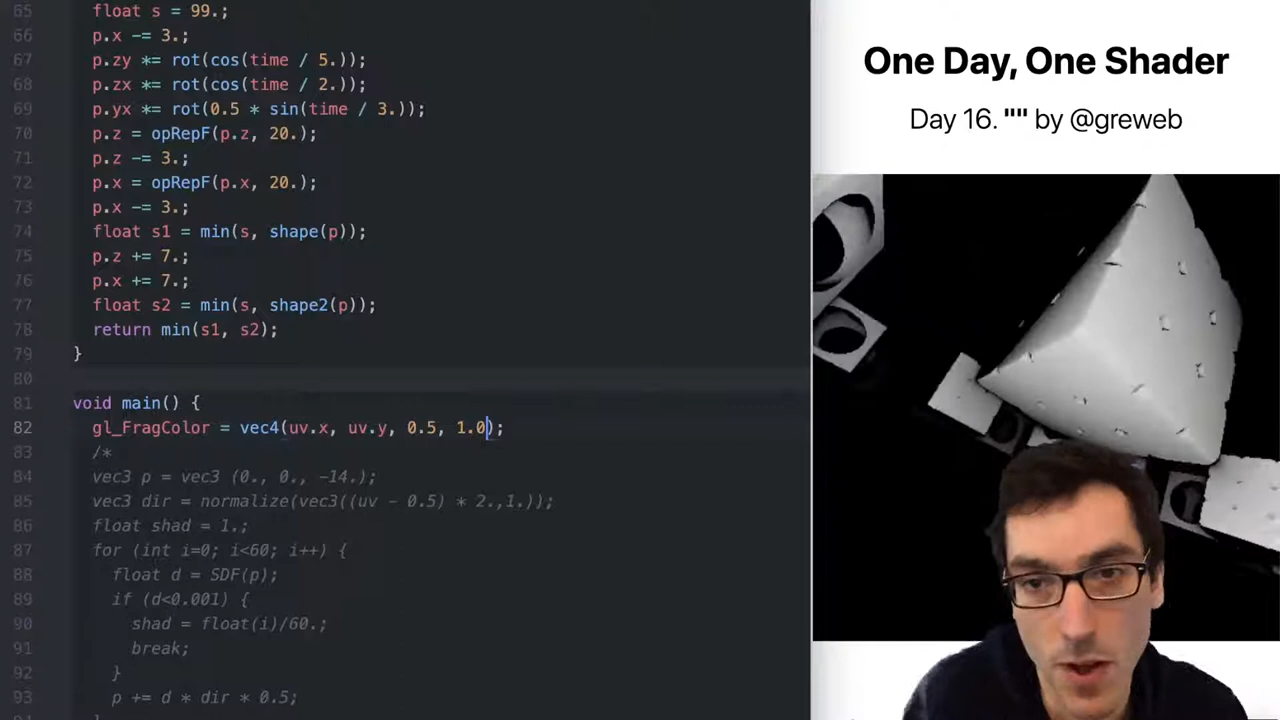 65 float s = 99.;
66 p.x -= 3.;
67 p.zy *= rot(cos(time / 5.));
68 p.zx *= rot(cos(time / 2.));
69 p.yx *= rot(0.5 * sin(time / 3.));
70 p.z = opRepF(p.z, 20.);
71 p.z -= 3.;
72 p.x = opRepF(p.x, 20.);
73 p.x -= 3.;
74 float s1 = min(s, shape(p));
75 p.z += 7.;
76 p.x += 7.;
77 float s2 = min(s, shape2(p));
78 return min(s1, s2);
79 }
80
81 void main() {
82 gl_FragColor = vec4(uv.x, uv.y, 0.5, 1.0);
83 /*
84 vec3 p = vec3 (0., 0., -14.);
85 vec3 dir = normalize(vec3((uv - 0.5) * 2.,1.));
86 float shad = 1.;
87 for (int i=0; i<60; i++) {
88 float d = SDF(p);
89 if (d<0.001) {
90 shad = float(i)/60.;
91 break;
92 }
93 p += d * dir * 0.5;
One Day, One Shader
Day 16. "" by @greweb